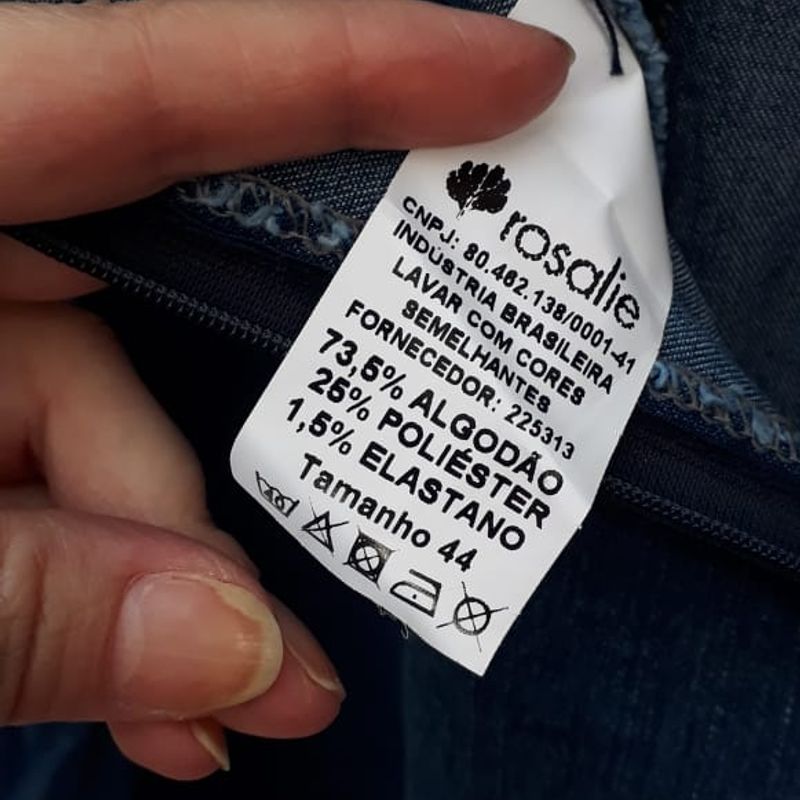 rosalie
CNPJ: 80.462.138/0001-41
INDÚSTRIA BRASILEIRA
LAVAR COM CORES
SEMELHANTES
FORNECEDOR: 225313
73,5% ALGODÃO
25% POLIÉSTER
1,5% ELASTANO
Tamanho 44
40